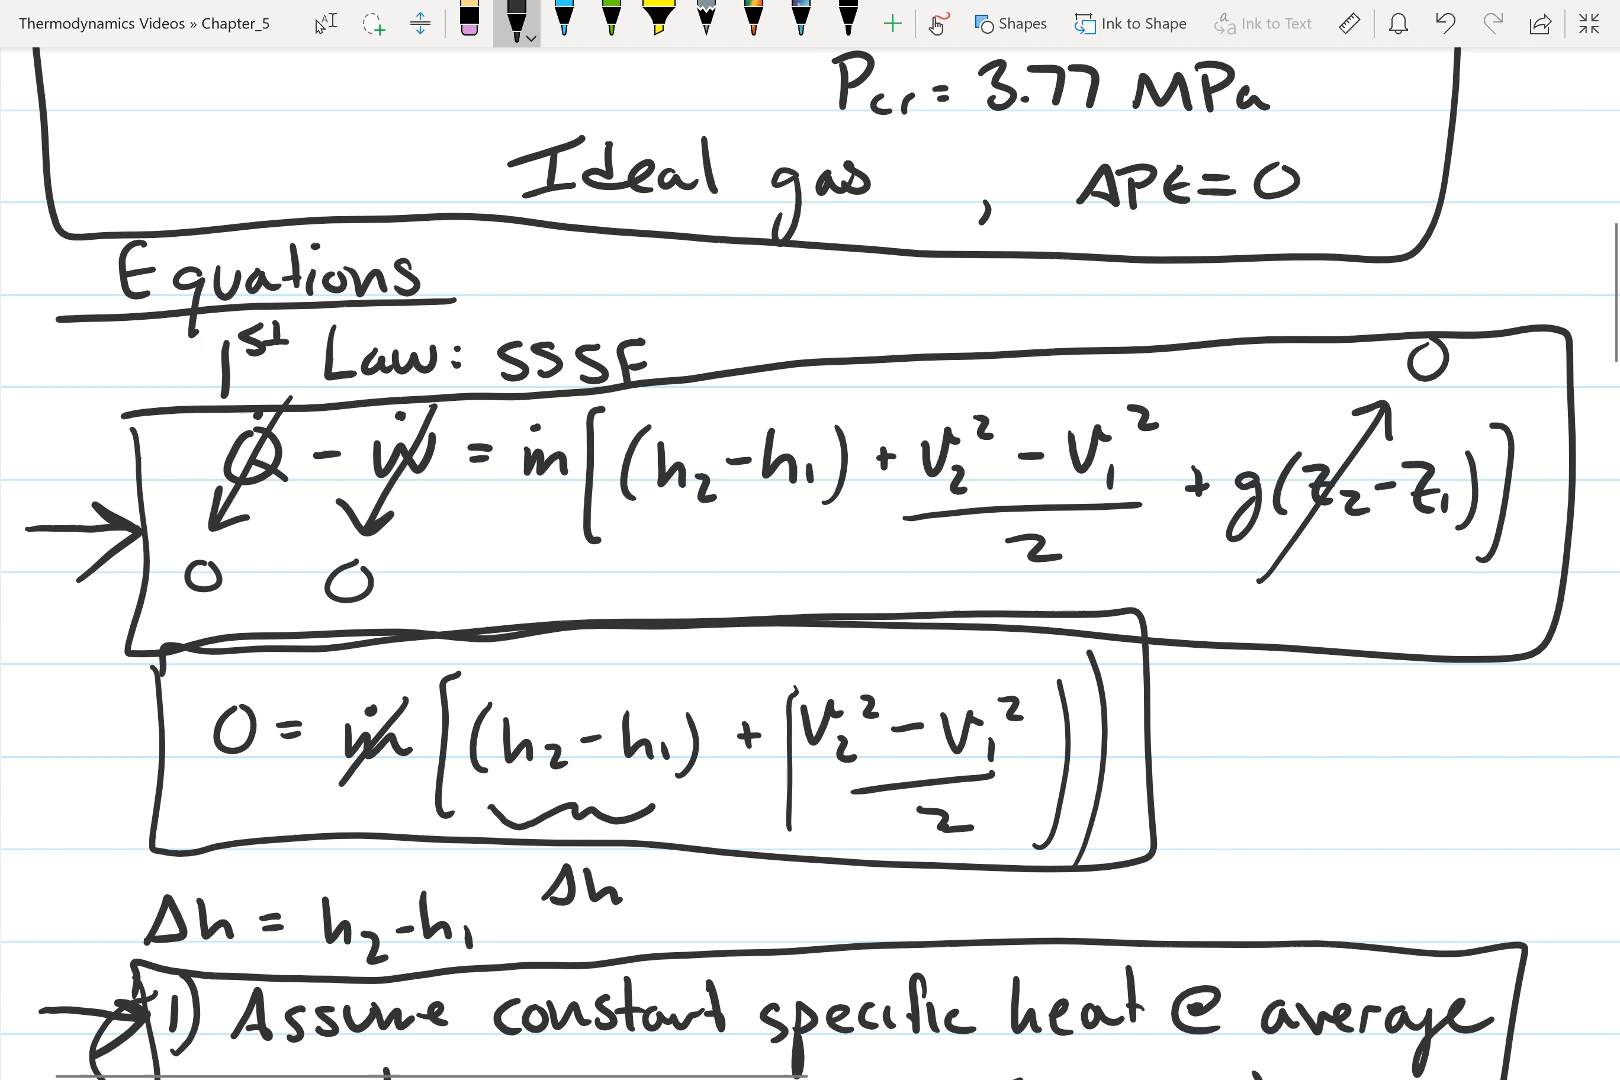 Thermodynamics Videos » Chapter_5
Shapes Ink to Shape Ink to Text
Pcr = 3.77 MPa
Ideal gas , ΔPE = 0
Equations
1st Law: SSSF
Q̇ - Ẇ = ṁ[(h₂-h₁) + (V₂² - V₁²)/2 + g(z₂-z₁)]
0 0 0
0 = ṁ[(h₂-h₁) + (V₂² - V₁²)/2)]
Δh
Δh = h₂-h₁
1) Assume constant specific heat @ average